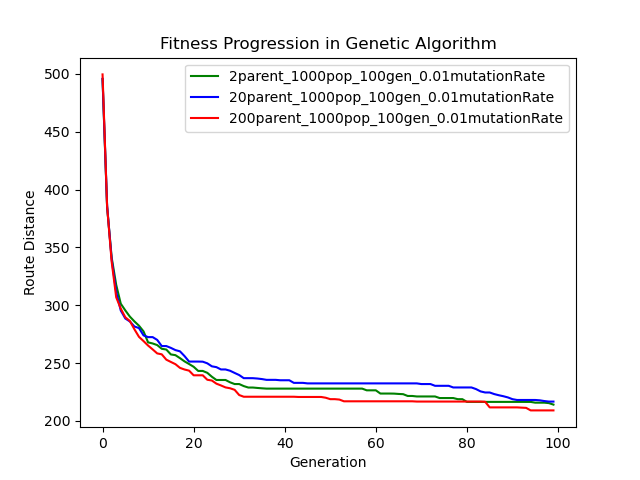 Fitness Progression in Genetic Algorithm
2parent_1000pop_100gen_0.01mutationRate
20parent_1000pop_100gen_0.01mutationRate
200parent_1000pop_100gen_0.01mutationRate
Route Distance
500
450
400
350
300
250
200
0 20 40 60 80 100
Generation